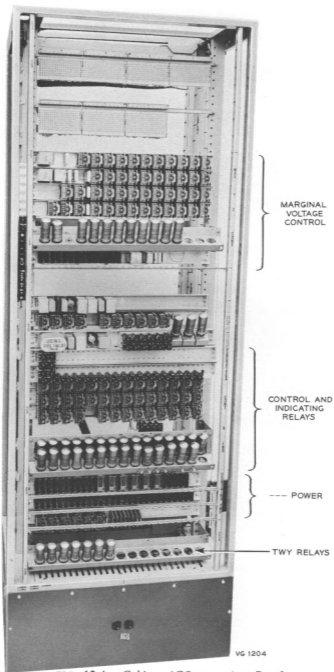 MARGINAL
VOLTAGE
CONTROL
CONTROL AND
INDICATING
RELAYS
--- POWER
TWY RELAYS
VG 1204